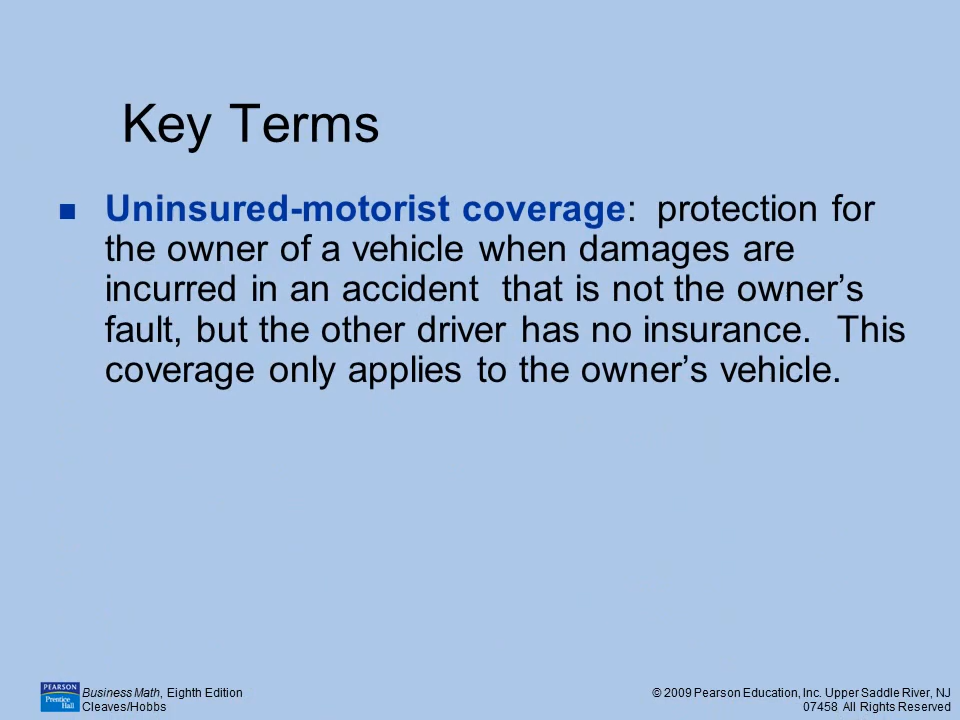 Key Terms
Uninsured-motorist coverage: protection for
the owner of a vehicle when damages are
incurred in an accident that is not the owner’s
fault, but the other driver has no insurance. This
coverage only applies to the owner’s vehicle.
PEARSON
Prentice
Hall
Business Math, Eighth Edition
Cleaves/Hobbs
© 2009 Pearson Education, Inc. Upper Saddle River, NJ
07458 All Rights Reserved